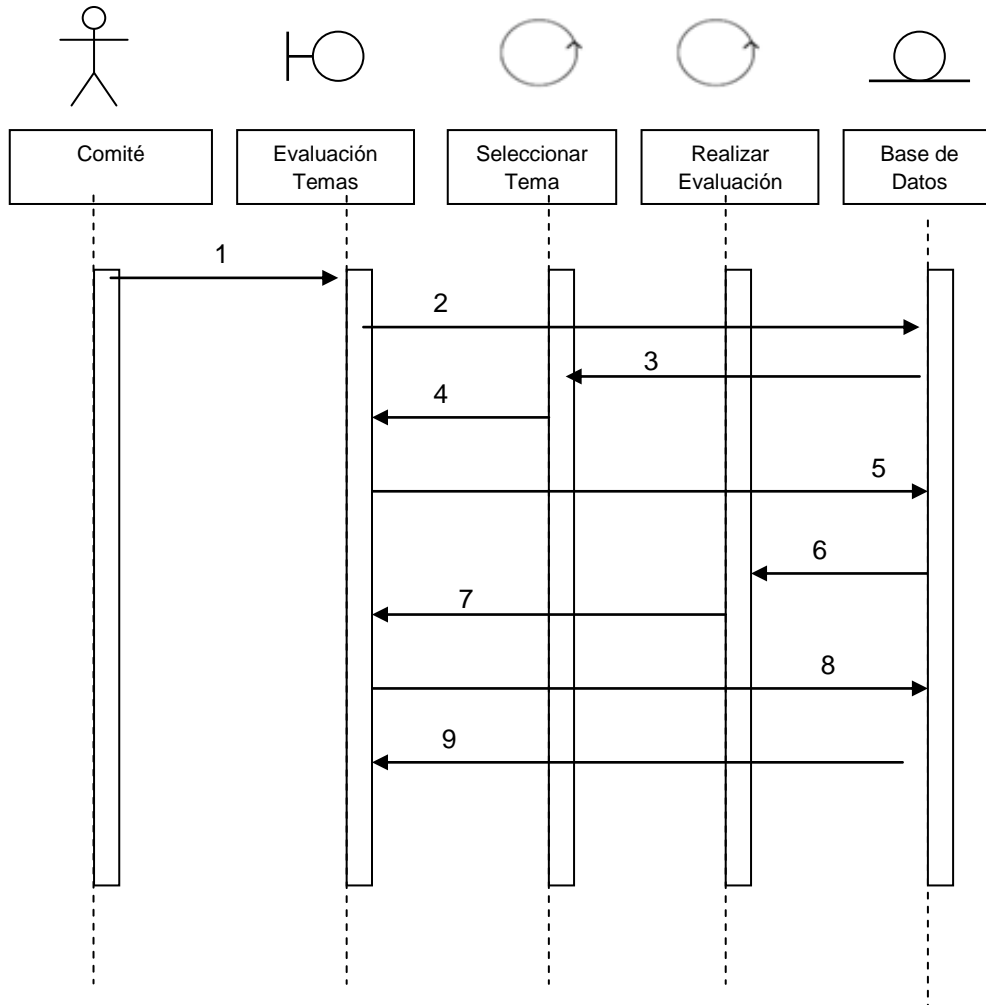 Comité
Evaluación
Temas
Seleccionar
Tema
Realizar
Evaluación
Base de
Datos
1
2
3
4
5
6
7
8
9